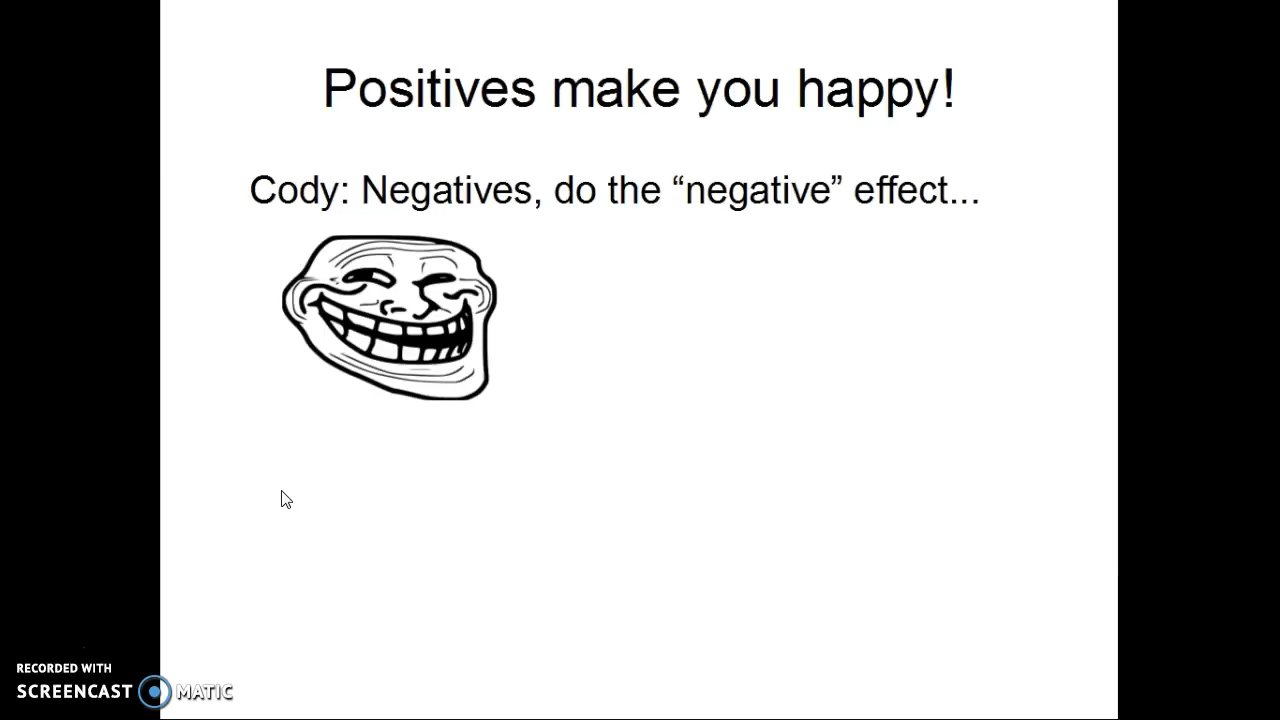 Positives make you happy!
Cody: Negatives, do the “negative” effect...
RECORDED WITH
SCREENCAST MATIC